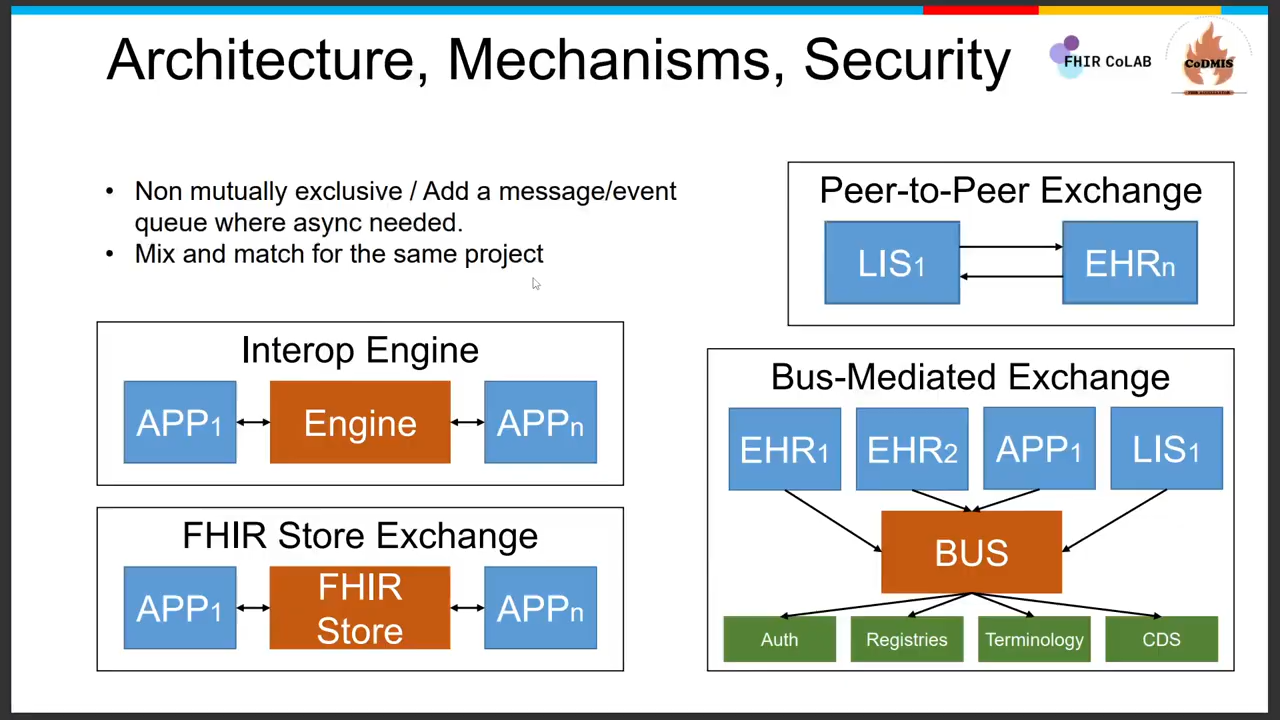 Architecture, Mechanisms, Security
FHIR CoLAB
CoDMIS
• Non mutually exclusive / Add a message/event
queue where async needed.
• Mix and match for the same project
Peer-to-Peer Exchange
LIS1
EHRn
Interop Engine
APP1
Engine
APPn
Bus-Mediated Exchange
EHR1
EHR2
APP1
LIS1
BUS
Auth
Registries
Terminology
CDS
FHIR Store Exchange
APP1
FHIR
Store
APPn